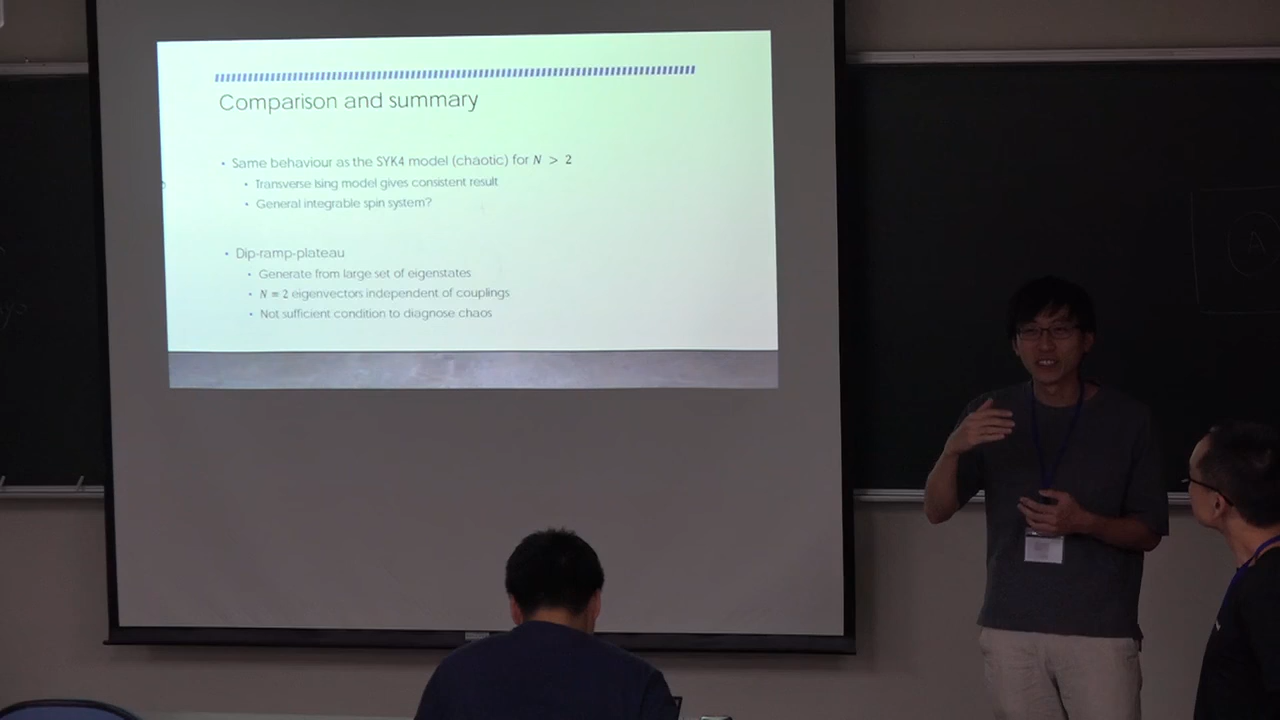 Comparison and summary
• Same behaviour as the SYK4 model (chaotic) for N > 2
• Transverse Ising model gives consistent result
• General integrable spin system?
• Dip-ramp-plateau
• Generate from large set of eigenstates
• N = 2 eigenvectors independent of couplings
• Not sufficient condition to diagnose chaos
A